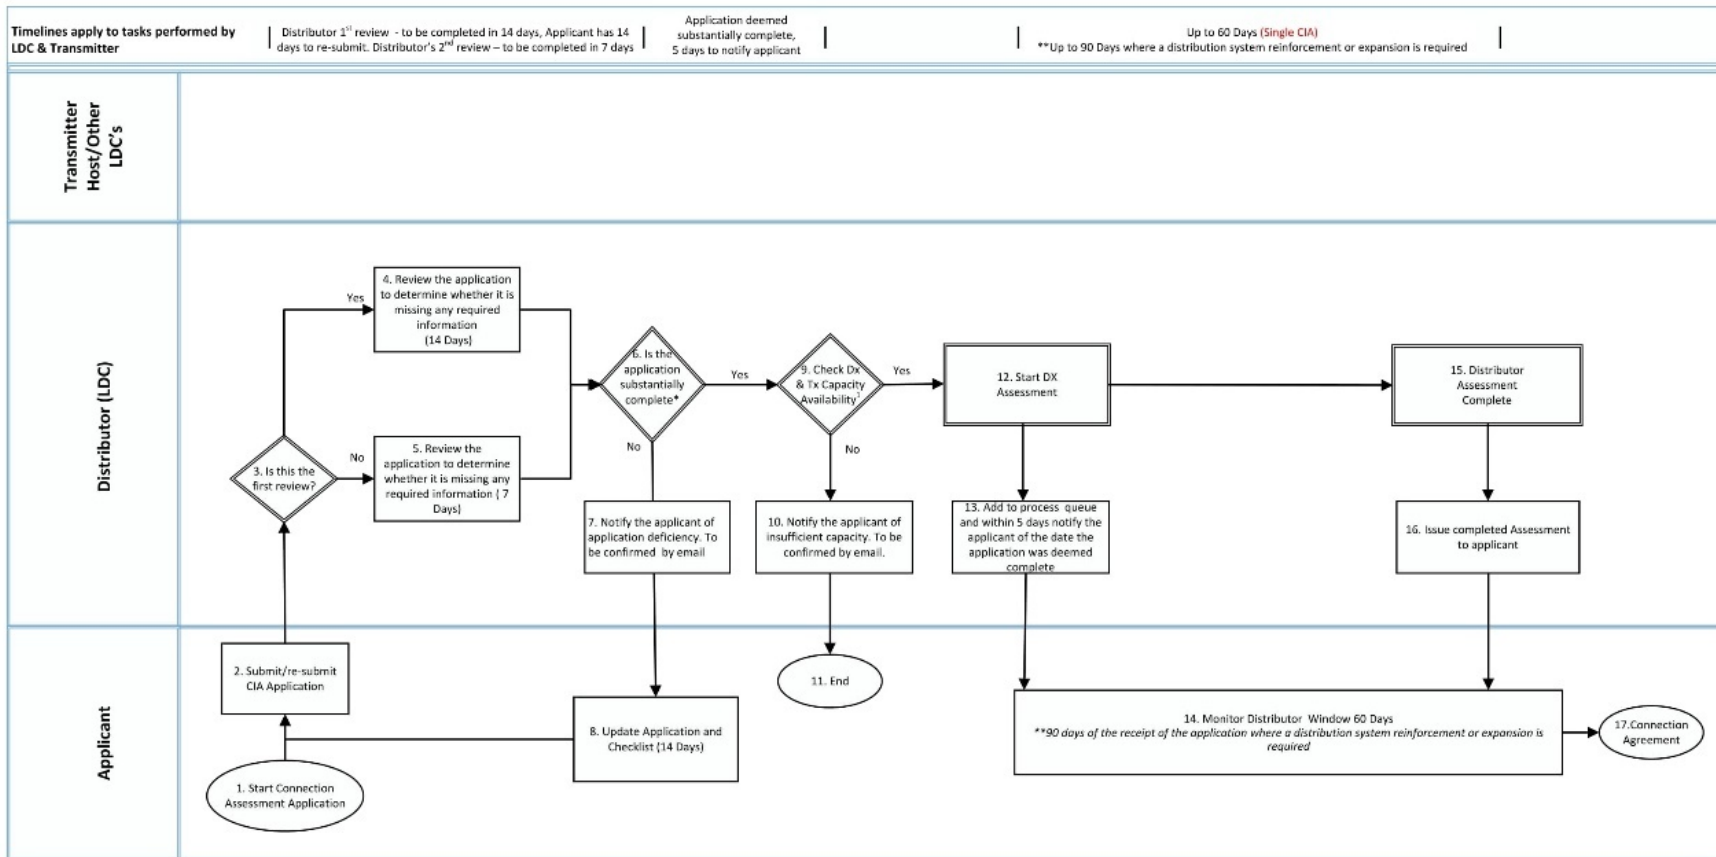 Timelines apply to tasks performed by
LDC & Transmitter
Distributor 1st review - to be completed in 14 days, Applicant has 14
days to re-submit. Distributor's 2nd review – to be completed in 7 days
Application deemed
substantially complete,
5 days to notify applicant
Up to 60 Days (Single CIA)
**Up to 90 Days where a distribution system reinforcement or expansion is required
Transmitter
Host/Other
LDC's
Distributor (LDC)
4. Review the application
to determine whether it is
missing any required
information
(14 Days)
Yes
3. Is this the
first review?
No
5. Review the
application to determine
whether it is missing any
required information ( 7
Days)
6. Is the
application
substantially
complete*
Yes
No
7. Notify the applicant of
application deficiency. To
be confirmed by email
9. Check Dx
& Tx Capacity
Availability1
Yes
No
10. Notify the applicant of
insufficient capacity. To be
confirmed by email.
12. Start DX
Assessment
13. Add to process queue
and within 5 days notify the
applicant of the date the
application was deemed
complete
15. Distributor
Assessment
Complete
16. Issue completed Assessment
to applicant
Applicant
2. Submit/re-submit
CIA Application
1. Start Connection
Assessment Application
8. Update Application and
Checklist (14 Days)
11. End
14. Monitor Distributor Window 60 Days
**90 days of the receipt of the application where a distribution system reinforcement or expansion is
required
17.Connection
Agreement